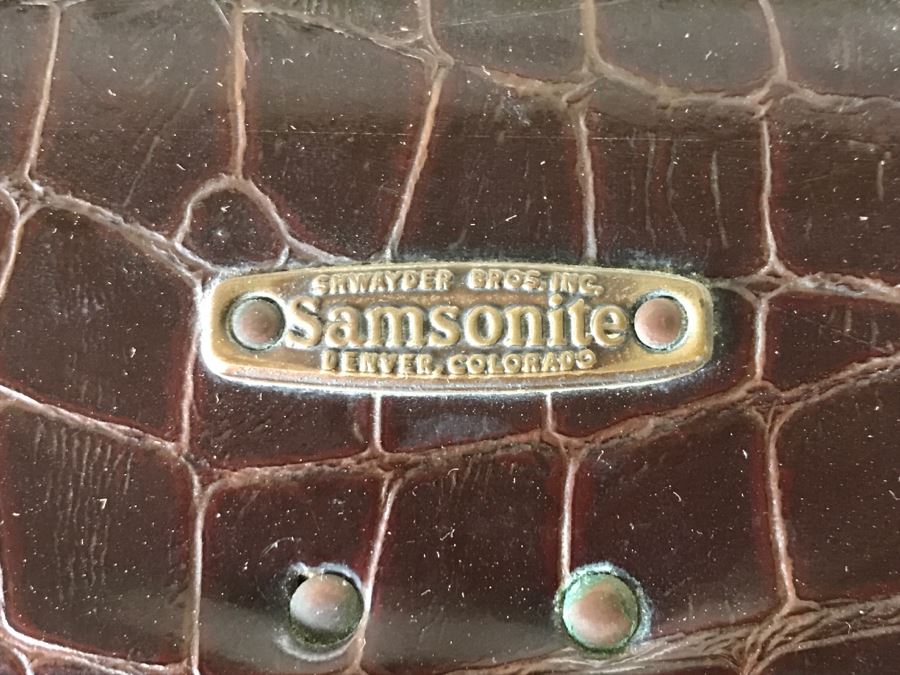 SHWAYDER BROS. INC.
Samsonite
DENVER, COLORADO